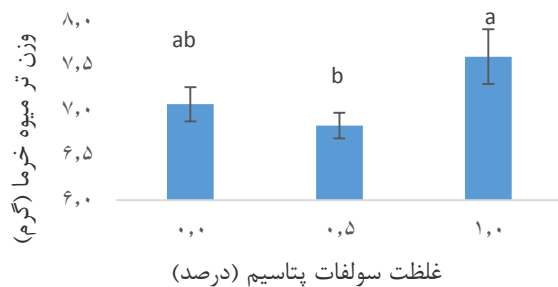 وزن تر میوه خرما (گرم)
۸,۰
۷,۵
۷,۰
۶,۵
۶,۰
ab
b
a
۰,۰
۰,۵
۱,۰
غلظت سولفات پتاسیم (درصد)